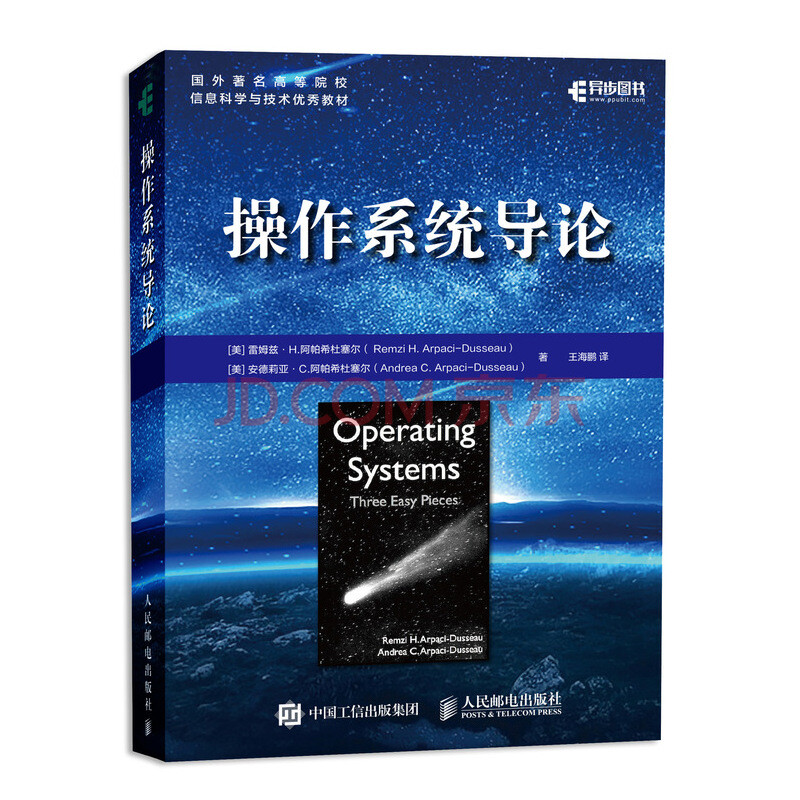 国外著名高等院校
信息科学与技术优秀教材
异步图书
www.ppubit.com
操作系统导论
[美] 雷姆兹·H.阿帕希杜塞尔（ Remzi H. Arpaci-Dusseau）
[美] 安德莉亚·C.阿帕希杜塞尔（Andrea C. Arpaci-Dusseau）
著 王海鹏 译
JD.COM 京东
Operating
Systems
Three Easy Pieces
Remzi H.Arpaci-Dusseau
Andrea C.Arpaci-Dusseau
中国工信出版集团
人民邮电出版社
POSTS & TELECOM PRESS
操作系统导论
人民邮电出版社